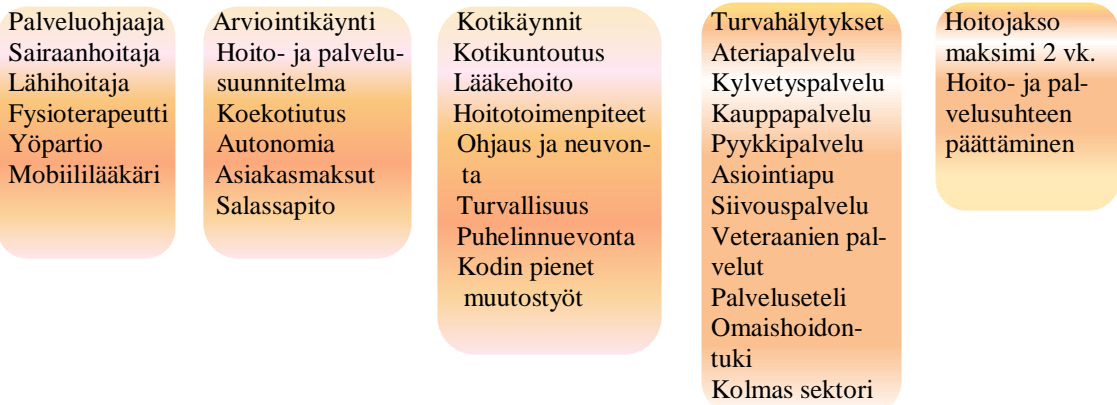 Palveluohjaaja
Sairaanhoitaja
Lähihoitaja
Fysioterapeutti
Yöpartio
Mobiililääkäri
Arviointikäynti
Hoito- ja palvelu-
suunnitelma
Koekotiutus
Autonomia
Asiakasmaksut
Salassapito
Kotikäynnit
Kotikuntoutus
Lääkehoito
Hoitotoimenpiteet
Ohjaus ja neuvon-
ta
Turvallisuus
Puhelinnuevonta
Kodin pienet
muutostyöt
Turvahälytykset
Ateriapalvelu
Kylvetyspalvelu
Kauppapalvelu
Pyykkipalvelu
Asiointiapu
Siivouspalvelu
Veteraanien pal-
velut
Palveluseteli
Omaishoidon-
tuki
Kolmas sektori
Hoitojakso
maksimi 2 vk.
Hoito- ja pal-
velusuhteen
päättäminen